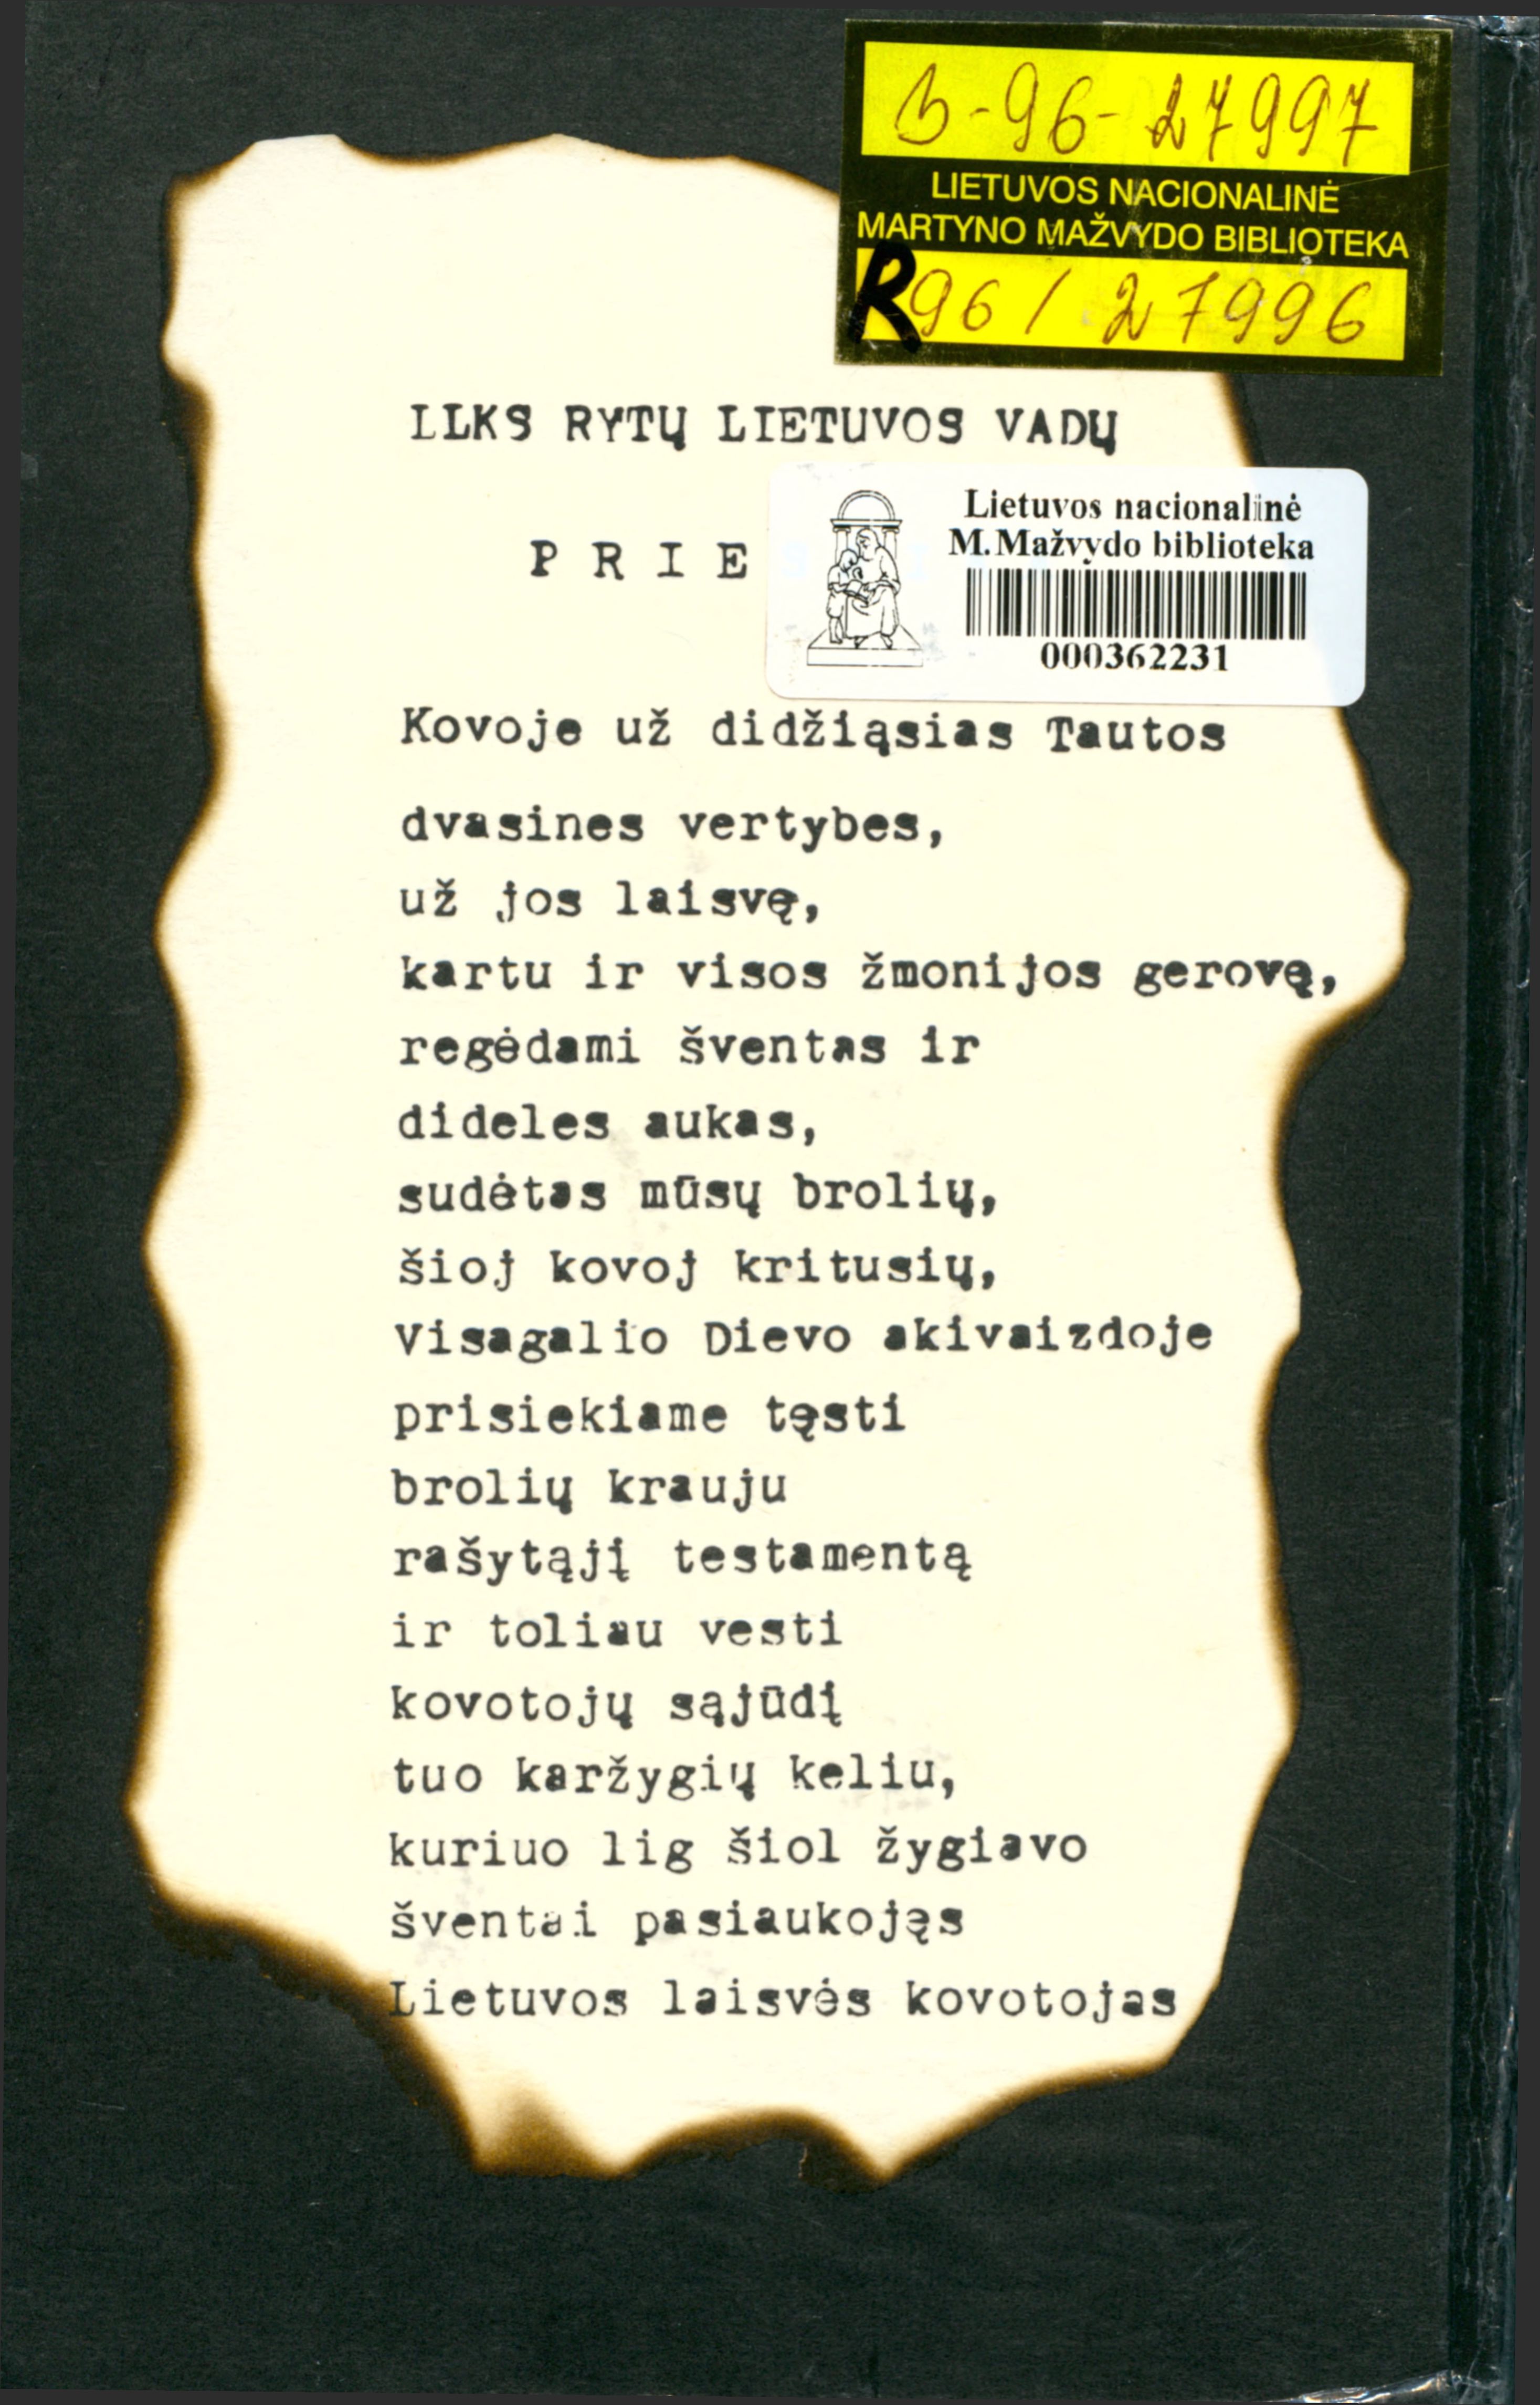 B-96-27997
LIETUVOS NACIONALINĖ
MARTYNO MAŽVYDO BIBLIOTEKA
R96/27996
LLKS RYTŲ LIETUVOS VADŲ
Lietuvos nacionalinė
M.Mažvydo biblioteka
000362231
P R I E
Kovoje už didžiąsias Tautos
dvasines vertybes,
už jos laisvę,
kartu ir visos žmonijos gerovę,
regėdami šventas ir
dideles aukas,
sudėtas mūsų brolių,
šioj kovoj kritusių,
Visagalio Dievo akivaizdoje
prisiekiame tęsti
brolių krauju
rašytąjį testamentą
ir toliau vesti
kovotojų sąjūdį
tuo karžygių keliu,
kuriuo lig šiol žygiavo
šventai pasiaukojęs
Lietuvos laisvės kovotojas